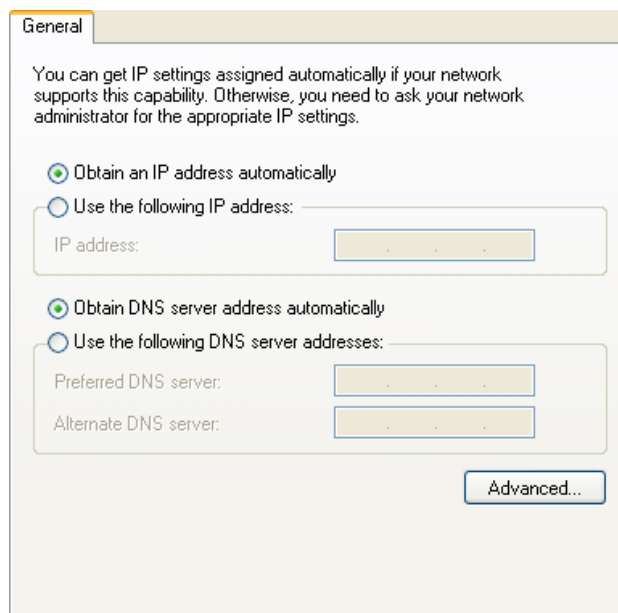 General
You can get IP settings assigned automatically if your network
supports this capability. Otherwise, you need to ask your network
administrator for the appropriate IP settings.
Obtain an IP address automatically
Use the following IP address:
IP address:
Obtain DNS server address automatically
Use the following DNS server addresses:
Preferred DNS server:
Alternate DNS server:
Advanced...